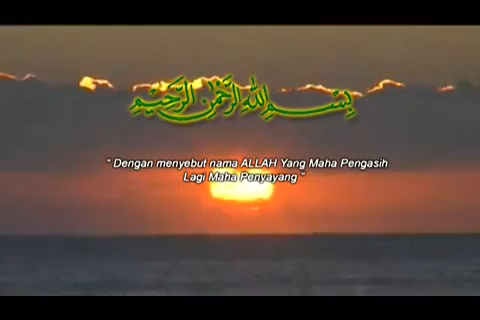 بِسْمِ اللهِ الرَّحْمٰنِ الرَّحِيْمِ
" Dengan menyebut nama ALLAH Yang Maha Pengasih
Lagi Maha Penyayang "